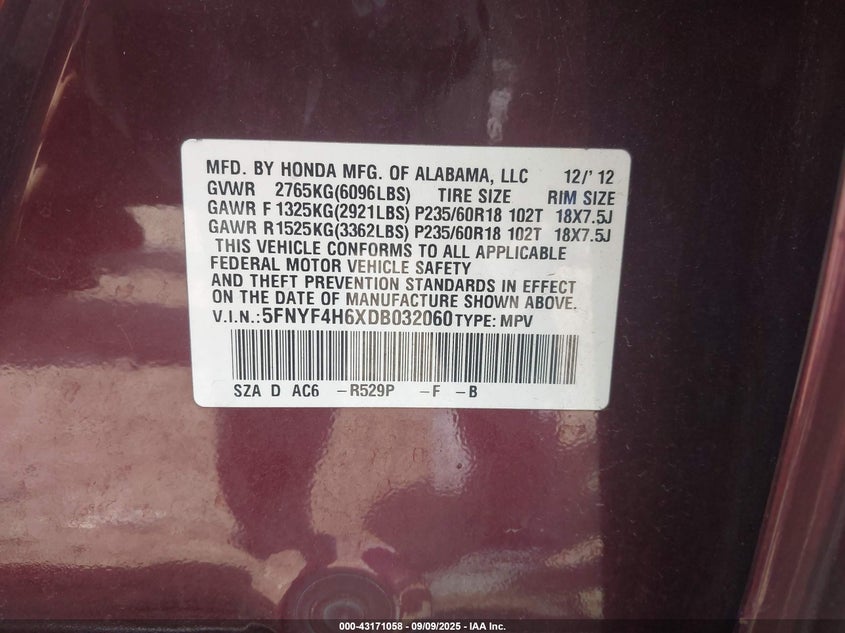 MFD. BY HONDA MFG. OF ALABAMA, LLC 12/' 12
GVWR 2765KG(6096LBS) TIRE SIZE RIM SIZE
GAWR F1325KG(2921LBS) P235/60R18 102T 18X7.5J
GAWR R1525KG(3362LBS) P235/60R18 102T 18X7.5J
THIS VEHICLE CONFORMS TO ALL APPLICABLE
FEDERAL MOTOR VEHICLE SAFETY
AND THEFT PREVENTION STANDARDS IN EFFECT
ON THE DATE OF MANUFACTURE SHOWN ABOVE.
V.I.N.:5FNYF4H6XDB032060 TYPE: MPV
SZA D AC6 -R529P -F -B
000-43171058 - 09/09/2025 - IAA Inc.